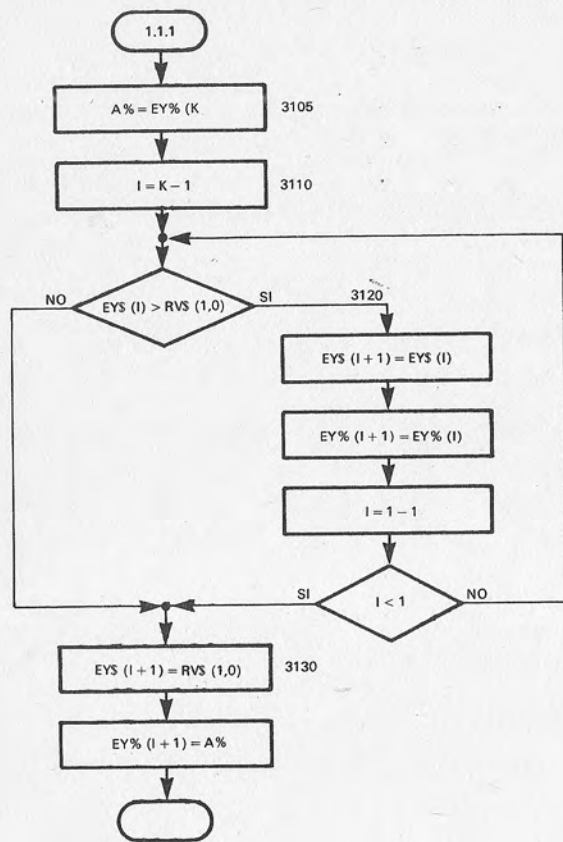 1.1.1
A% = EY% (K
3105
I = K – 1
3110
NO
EY$ (I) > RV$ (1,0)
SI
3120
EY$ (I + 1) = EY$ (I)
EY% (I + 1) = EY% (I)
I = 1 – 1
SI
I < 1
NO
EY$ (I + 1) = RV$ (1,0)
3130
EY% (I + 1) = A%